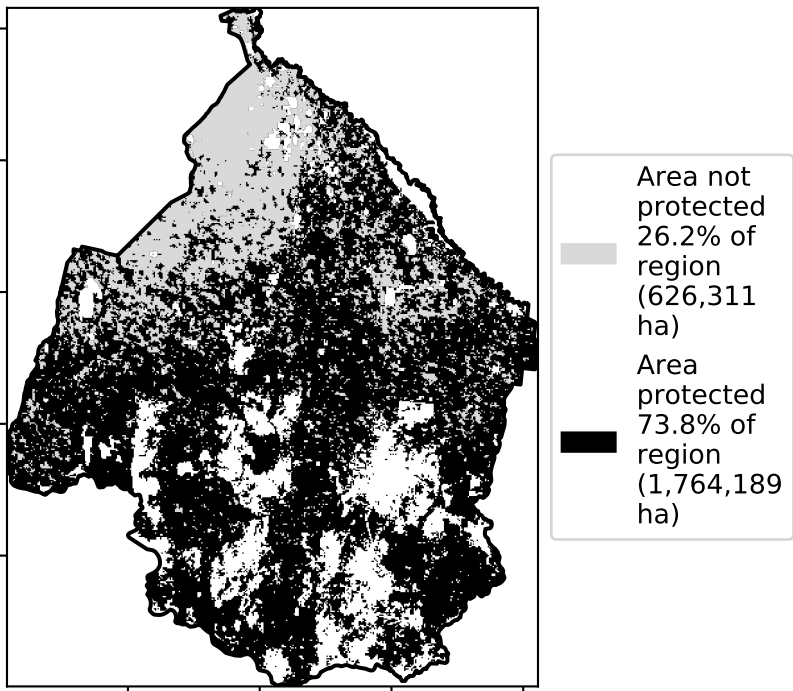 Area not
protected
26.2% of
region
(626,311
ha)
Area
protected
73.8% of
region
(1,764,189
ha)